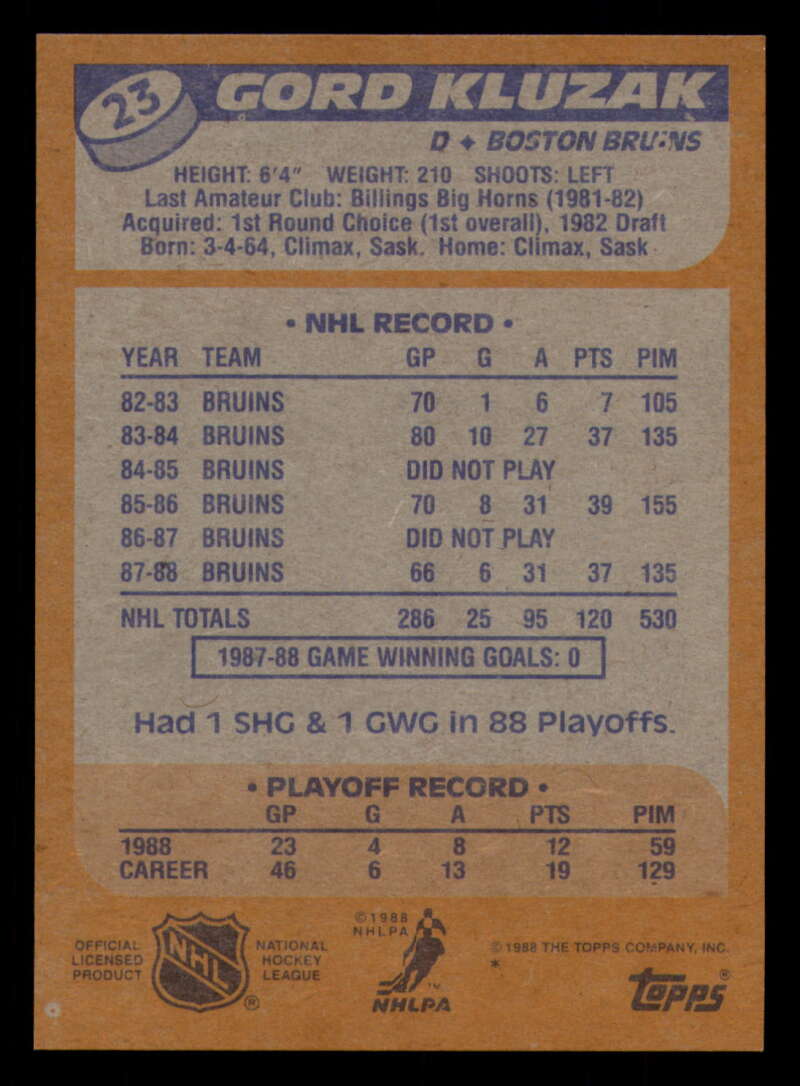 23 GORD KLUZAK
D ♦ BOSTON BRUINS
HEIGHT: 6'4" WEIGHT: 210 SHOOTS: LEFT
Last Amateur Club: Billings Big Horns (1981-82)
Acquired: 1st Round Choice (1st overall), 1982 Draft
Born: 3-4-64, Climax, Sask. Home: Climax, Sask
• NHL RECORD •
YEAR TEAM GP G A PTS PIM
82-83 BRUINS 70 1 6 7 105
83-84 BRUINS 80 10 27 37 135
84-85 BRUINS DID NOT PLAY
85-86 BRUINS 70 8 31 39 155
86-87 BRUINS DID NOT PLAY
87-88 BRUINS 66 6 31 37 135
NHL TOTALS 286 25 95 120 530
1987-88 GAME WINNING GOALS: 0
Had 1 SHG & 1 GWG in 88 Playoffs.
• PLAYOFF RECORD •
GP G A PTS PIM
1988 23 4 8 12 59
CAREER 46 6 13 19 129
OFFICIAL
LICENSED
PRODUCT
NHL
®
NATIONAL
HOCKEY
LEAGUE
©1988
NHLPA
™
NHLPA
© 1988 THE TOPPS COMPANY, INC.
*
topps®